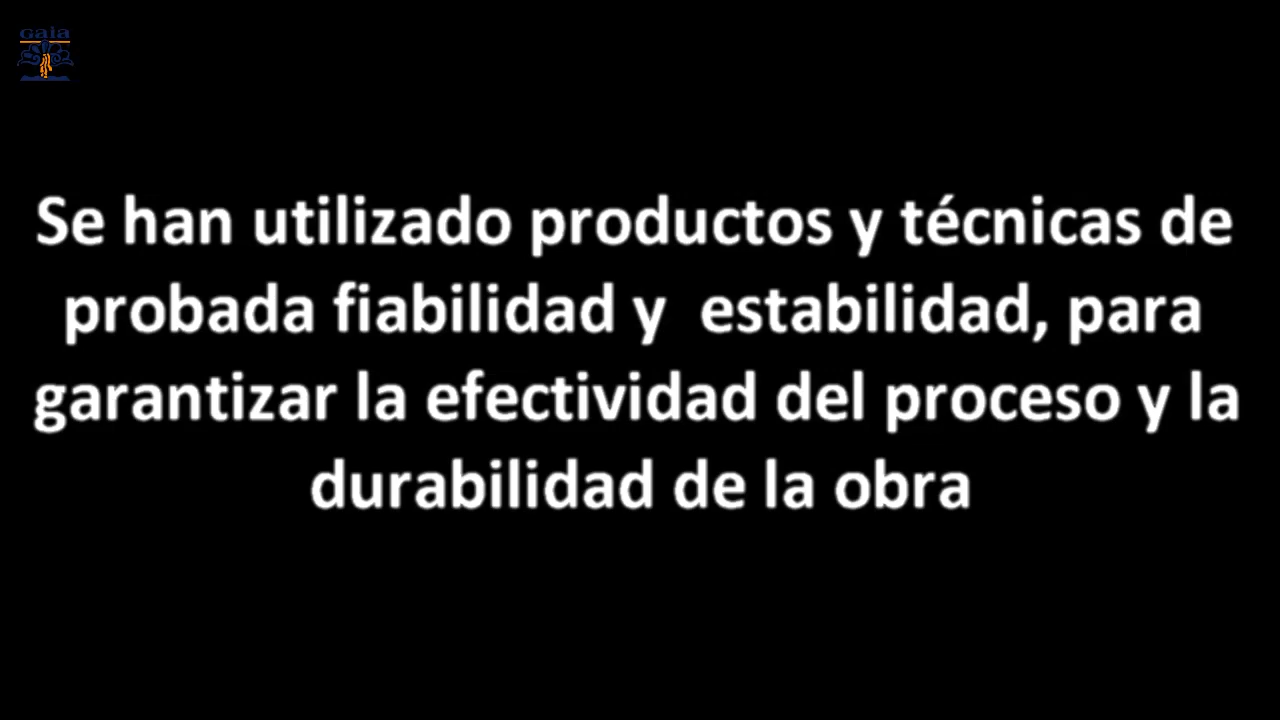 Gaia
Se han utilizado productos y técnicas de
probada fiabilidad y estabilidad, para
garantizar la efectividad del proceso y la
durabilidad de la obra